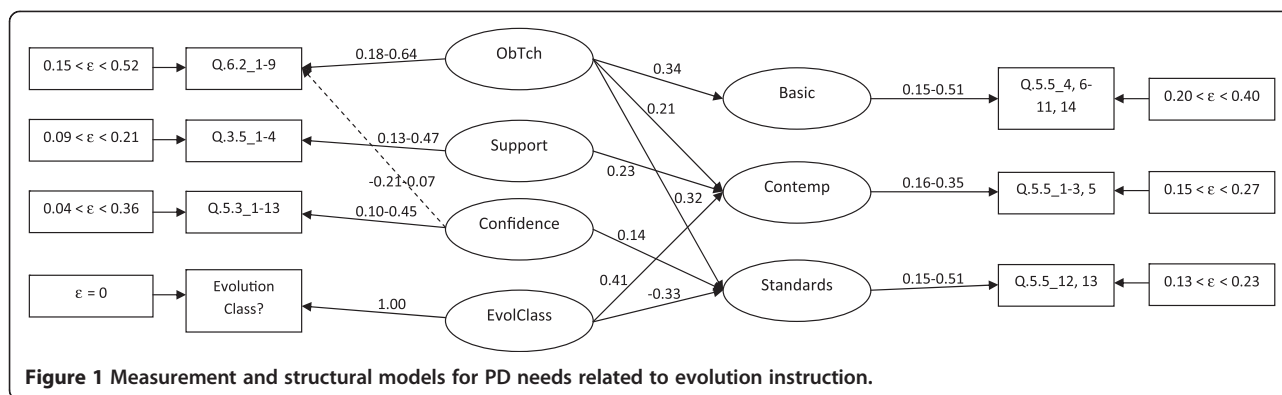 0.15 < ε < 0.52
Q.6.2_1-9
0.18-0.64
ObTch
0.34
Basic
0.15-0.51
Q.5.5_4, 6-
11, 14
0.20 < ε < 0.40
0.21
0.09 < ε < 0.21
Q.3.5_1-4
0.13-0.47
Support
0.23
Contemp
0.16-0.35
Q.5.5_1-3, 5
0.15 < ε < 0.27
-0.21-0.07
0.32
0.04 < ε < 0.36
Q.5.3_1-13
0.10-0.45
Confidence
0.14
Standards
0.15-0.51
Q.5.5_12, 13
0.13 < ε < 0.23
0.41
-0.33
ε = 0
Evolution
Class?
1.00
EvolClass
Figure 1 Measurement and structural models for PD needs related to evolution instruction.